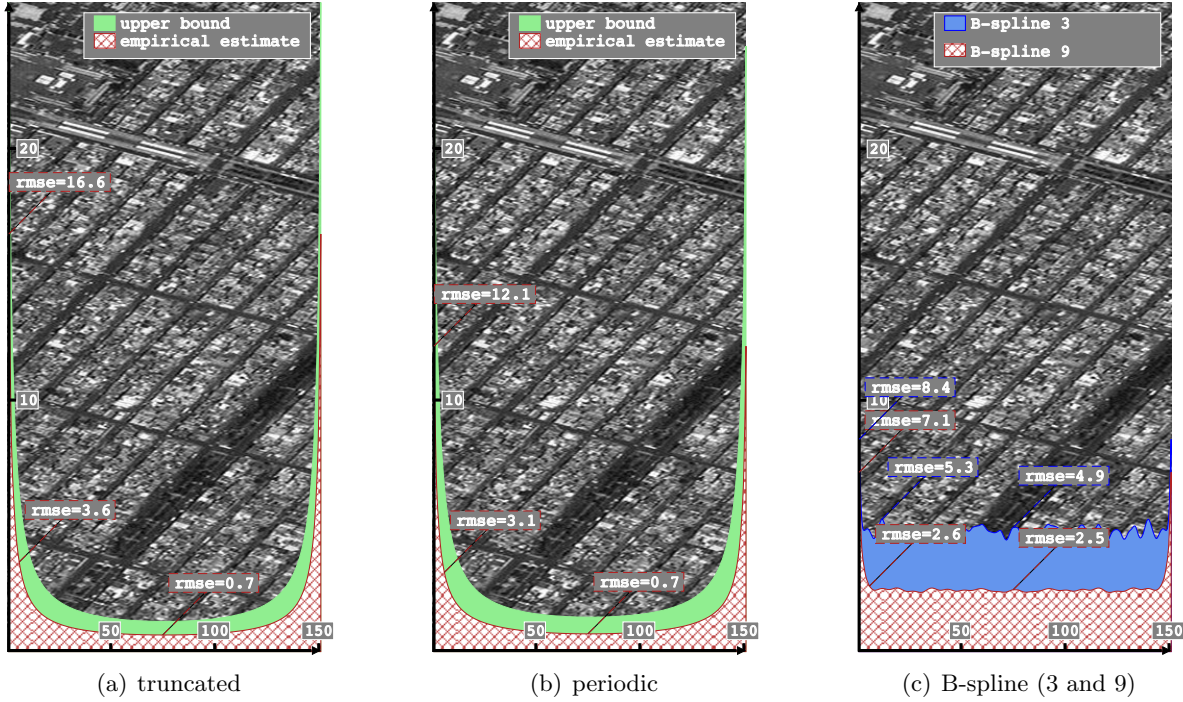 upper bound
empirical estimate
20
rmse=16.6
10
rmse=3.6
rmse=0.7
50
100
150
(a) truncated
upper bound
empirical estimate
20
rmse=12.1
10
rmse=3.1
rmse=0.7
50
100
150
(b) periodic
B-spline 3
B-spline 9
20
rmse=8.4
10
rmse=7.1
rmse=5.3
rmse=4.9
rmse=2.6
rmse=2.5
50
100
150
(c) B-spline (3 and 9)